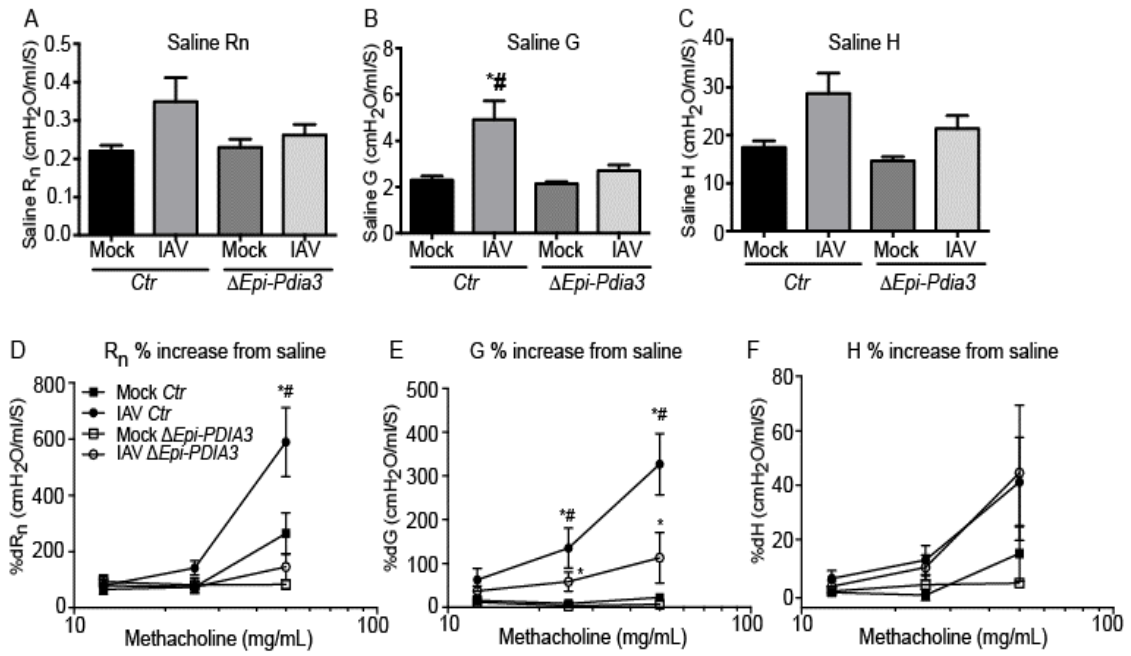 A
Saline Rn
Saline Rn (cmH2O/ml/S)
0.5
0.4
0.3
0.2
0.1
0.0
Mock IAV Mock IAV
Ctr ΔEpi-Pdia3
B
Saline G
Saline G (cmH2O/ml/S)
8
6
4
2
0
*#
Mock IAV Mock IAV
Ctr ΔEpi-Pdia3
C
Saline H
Saline H (cmH2O/ml/S)
40
30
20
10
0
Mock IAV Mock IAV
Ctr ΔEpi-Pdia3
D
Rn % increase from saline
%dRn (cmH2O/ml/S)
800
600
400
200
0
Mock Ctr
IAV Ctr
Mock ΔEpi-PDIA3
IAV ΔEpi-PDIA3
*#
10 100
Methacholine (mg/mL)
E
G % increase from saline
%dG (cmH2O/ml/S)
500
400
300
200
100
0
*#
*
*#
*
10 100
Methacholine (mg/mL)
F
H % increase from saline
%dH (cmH2O/ml/S)
80
60
40
20
0
10 100
Methacholine (mg/mL)